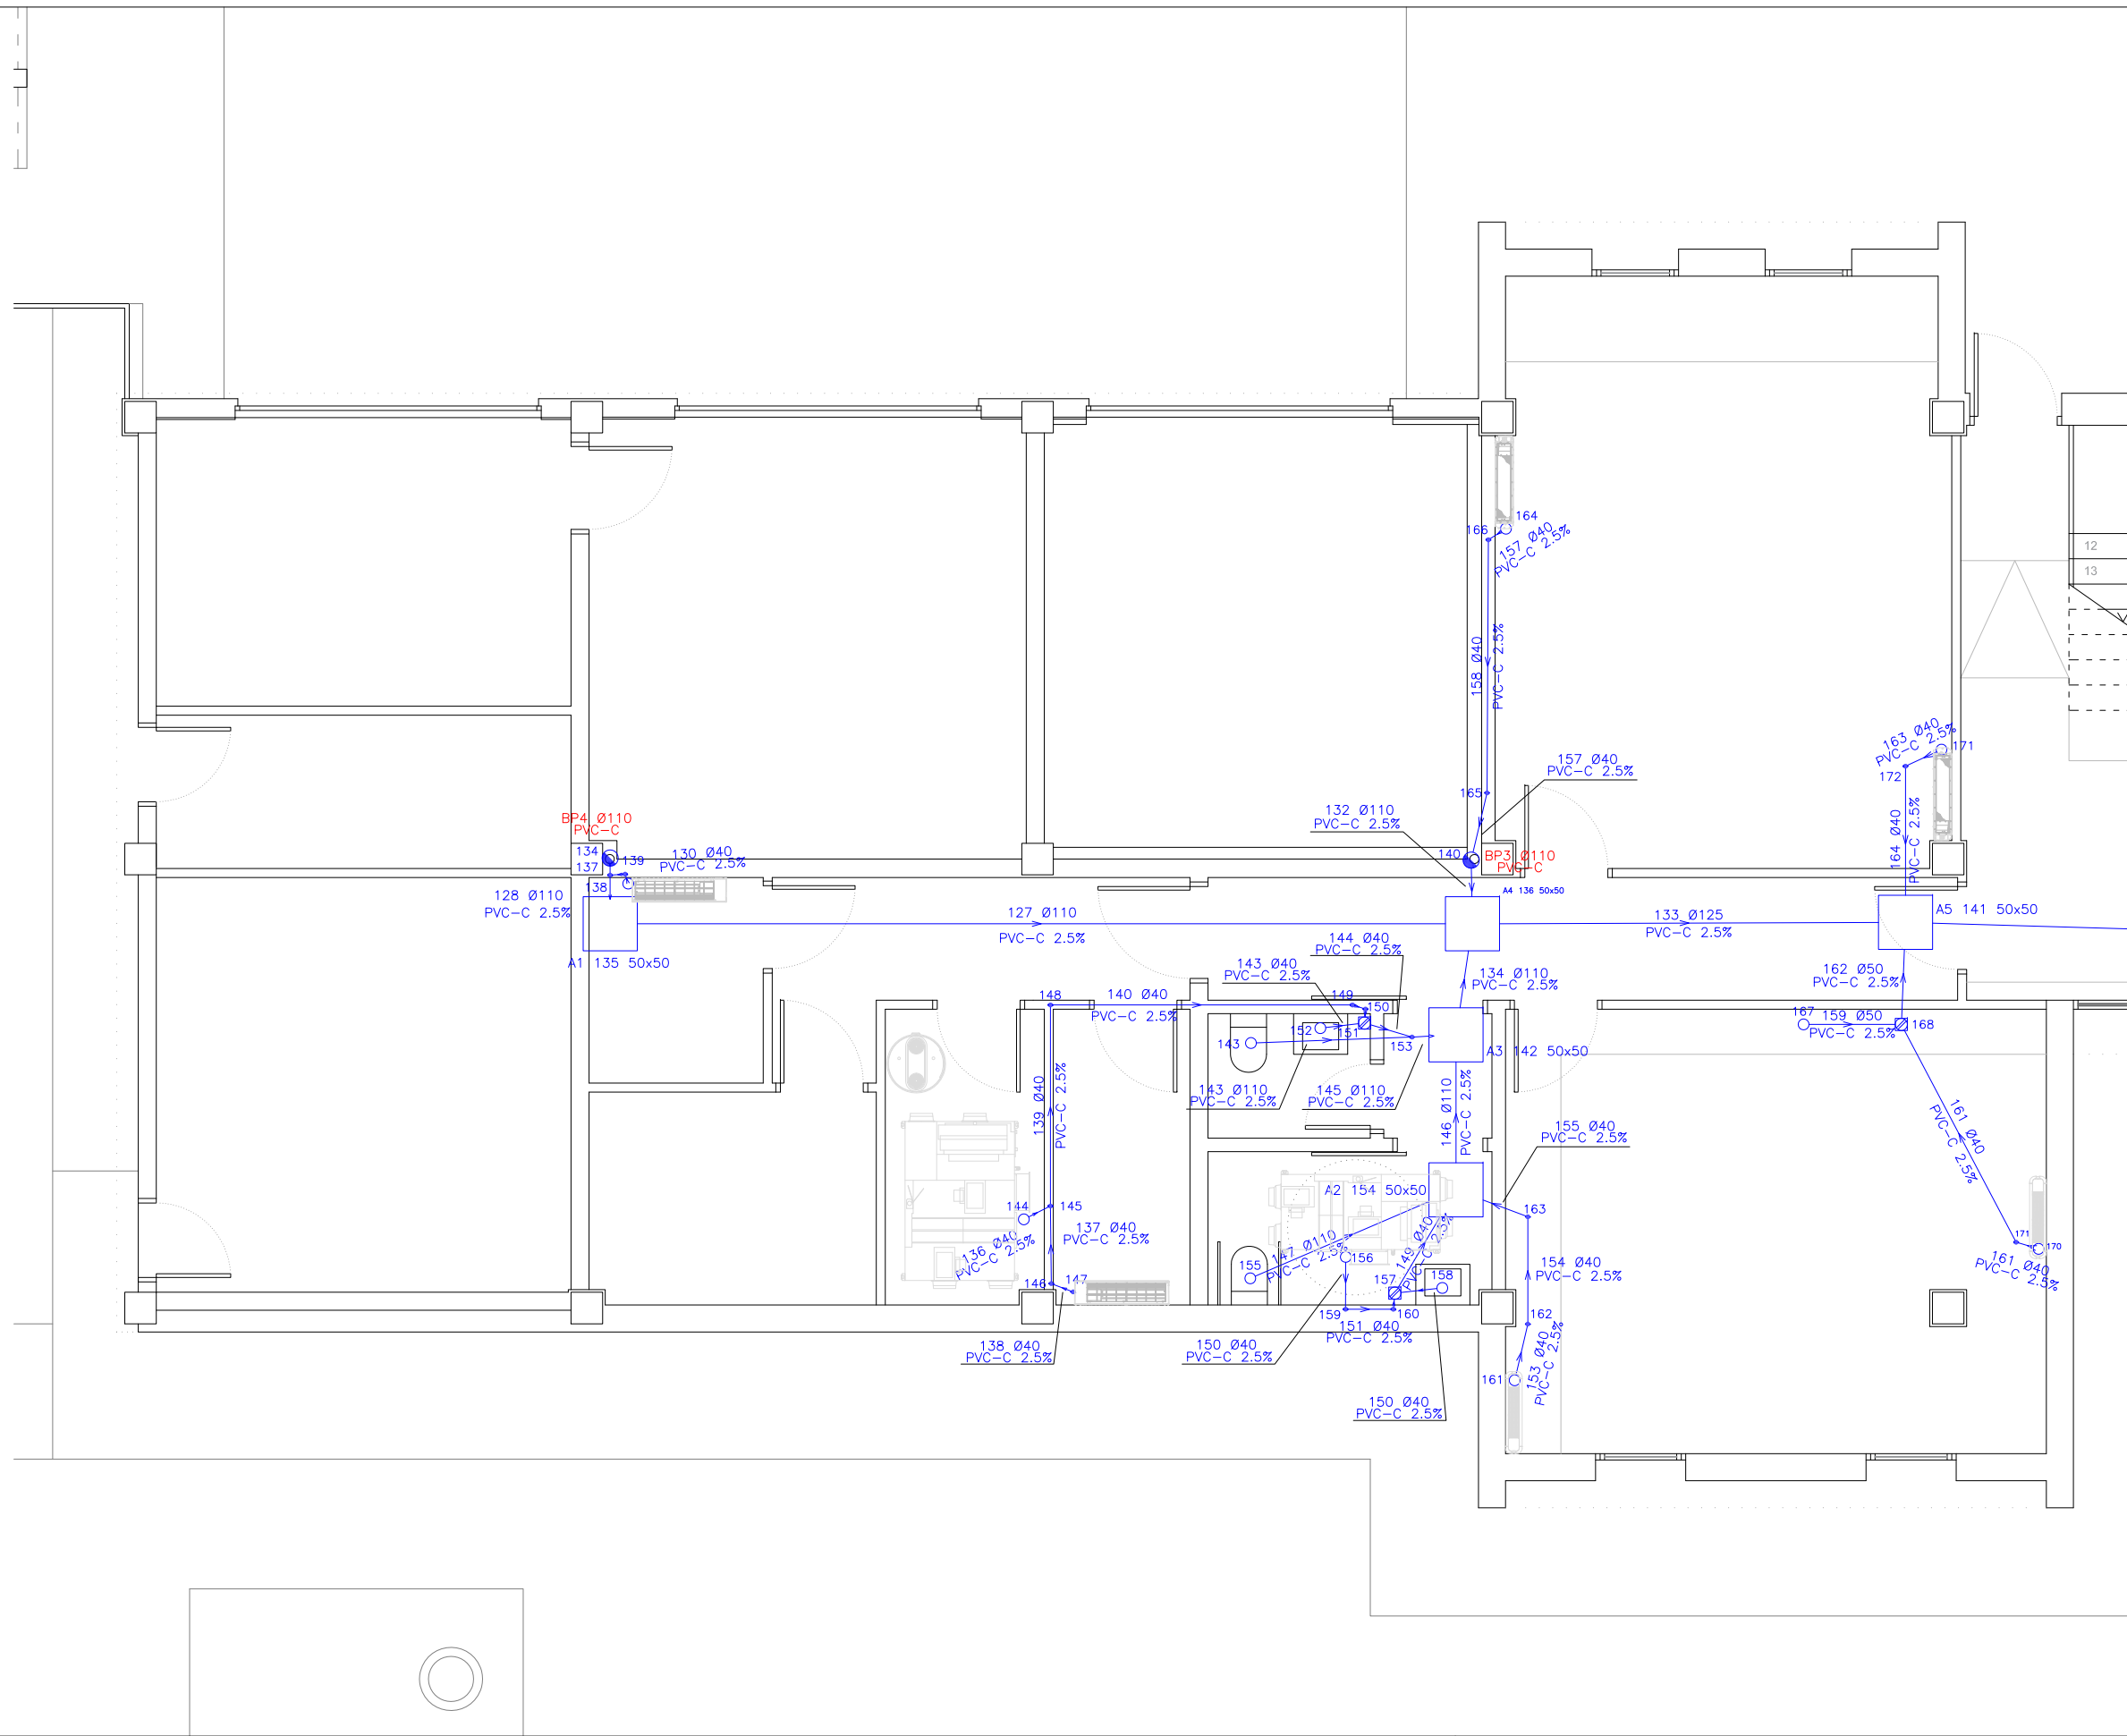 12
13
164
166
157 Ø40
PVC-C 2.5%
158 Ø40
PVC-C 2.5%
163 Ø40
PVC-C 2.5%
171
172
157 Ø40
PVC-C 2.5%
165
132 Ø110
PVC-C 2.5%
164 Ø40
PVC-C 2.5%
BP4 Ø110
PVC-C
134
137
139
130 Ø40
PVC-C 2.5%
138
140
BP3 Ø110
PVC-C
128 Ø110
PVC-C 2.5%
A4 136 50x50
127 Ø110
PVC-C 2.5%
133 Ø125
PVC-C 2.5%
A5 141 50x50
A1 135 50x50
144 Ø40
PVC-C 2.5%
143 Ø40
PVC-C 2.5%
134 Ø110
PVC-C 2.5%
162 Ø50
PVC-C 2.5%
148
140 Ø40
PVC-C 2.5%
149
150
152
151
153
143
A3 142 50x50
167
159 Ø50
PVC-C 2.5%
168
143 Ø110
PVC-C 2.5%
145 Ø110
PVC-C 2.5%
139 Ø40
PVC-C 2.5%
146 Ø110
PVC-C 2.5%
155 Ø40
PVC-C 2.5%
161 Ø40
PVC-C 2.5%
A2 154 50x50
144
145
163
137 Ø40
PVC-C 2.5%
136 Ø40
PVC-C 2.5%
147 Ø110
PVC-C 2.5%
149 Ø40
PVC-C 2.5%
171
170
161 Ø40
PVC-C 2.5%
155
156
154 Ø40
PVC-C 2.5%
146
147
157
158
159
160
162
151 Ø40
PVC-C 2.5%
138 Ø40
PVC-C 2.5%
150 Ø40
PVC-C 2.5%
161
153 Ø40
PVC-C 2.5%
150 Ø40
PVC-C 2.5%